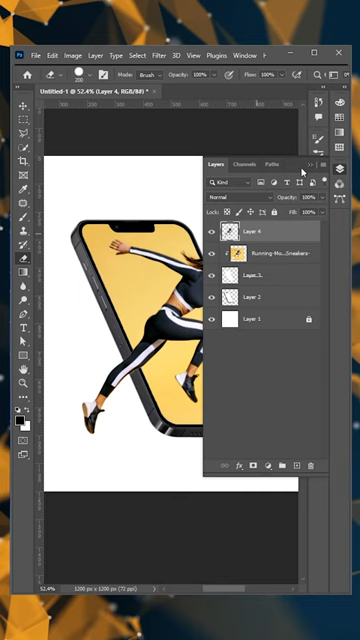 File Edit Image Layer Type Select Filter 3D View Plugins Window
200
Mode: Brush Opacity: 100% Flow: 100%
Untitled-1 @ 52.4% (Layer 4, RGB/8#) *
Layers Channels Paths
Kind
Normal Opacity: 100%
Lock: Fill: 100%
Layer 4
Running-Mo...Sneakers-
Layer 3
Layer 2
Layer 1
52.4% 1200 px x 1200 px (72 ppi)